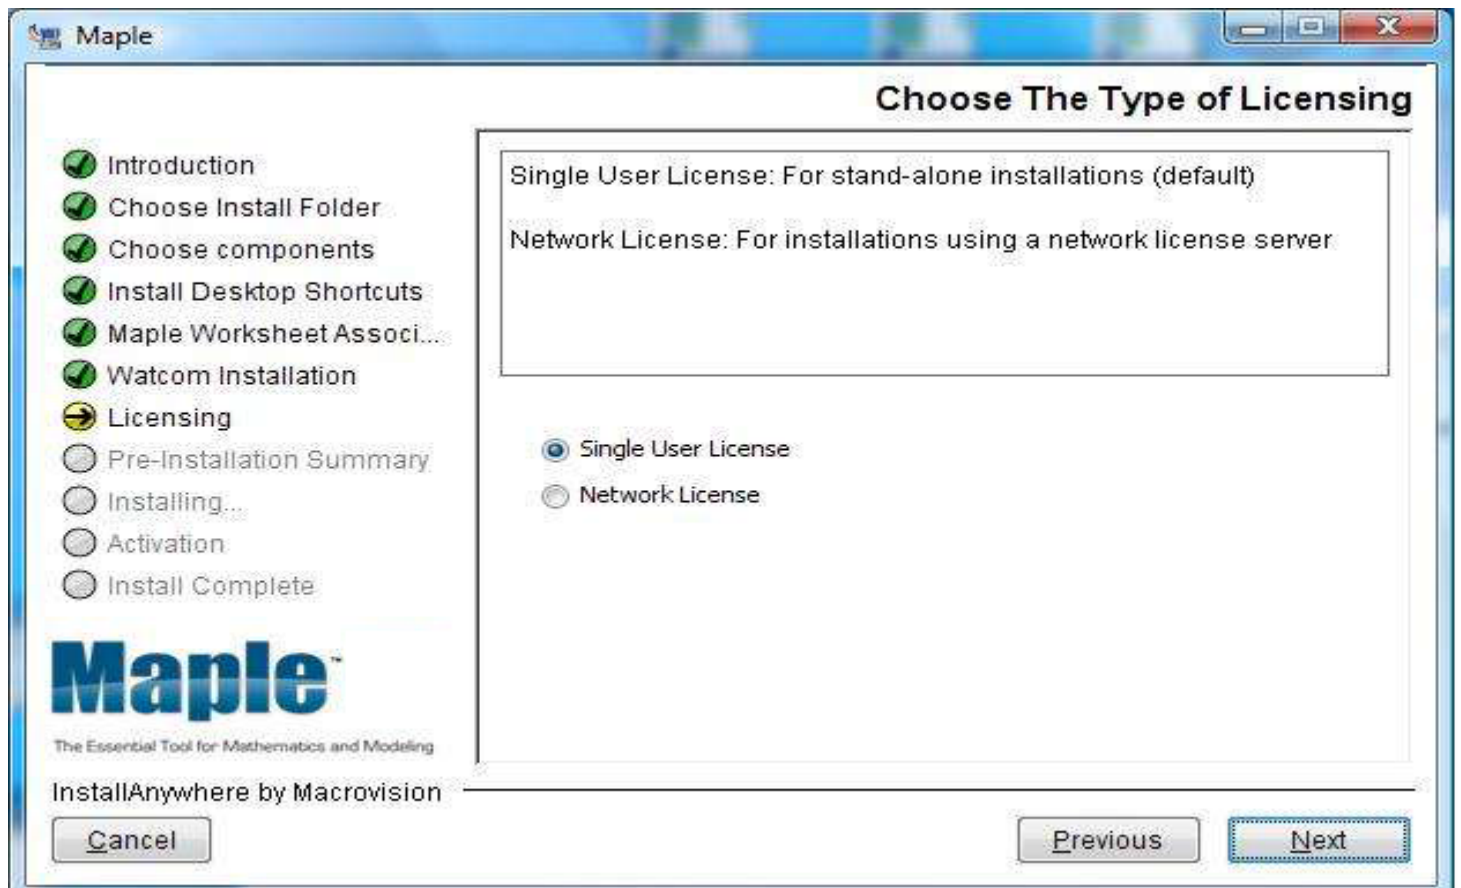 Maple
Choose The Type of Licensing
Introduction
Choose Install Folder
Choose components
Install Desktop Shortcuts
Maple Worksheet Associ...
Watcom Installation
Licensing
Pre-Installation Summary
Installing...
Activation
Install Complete
Single User License: For stand-alone installations (default)
Network License: For installations using a network license server
Single User License
Network License
Maple™
The Essential Tool for Mathematics and Modeling
InstallAnywhere by Macrovision
Cancel
Previous
Next